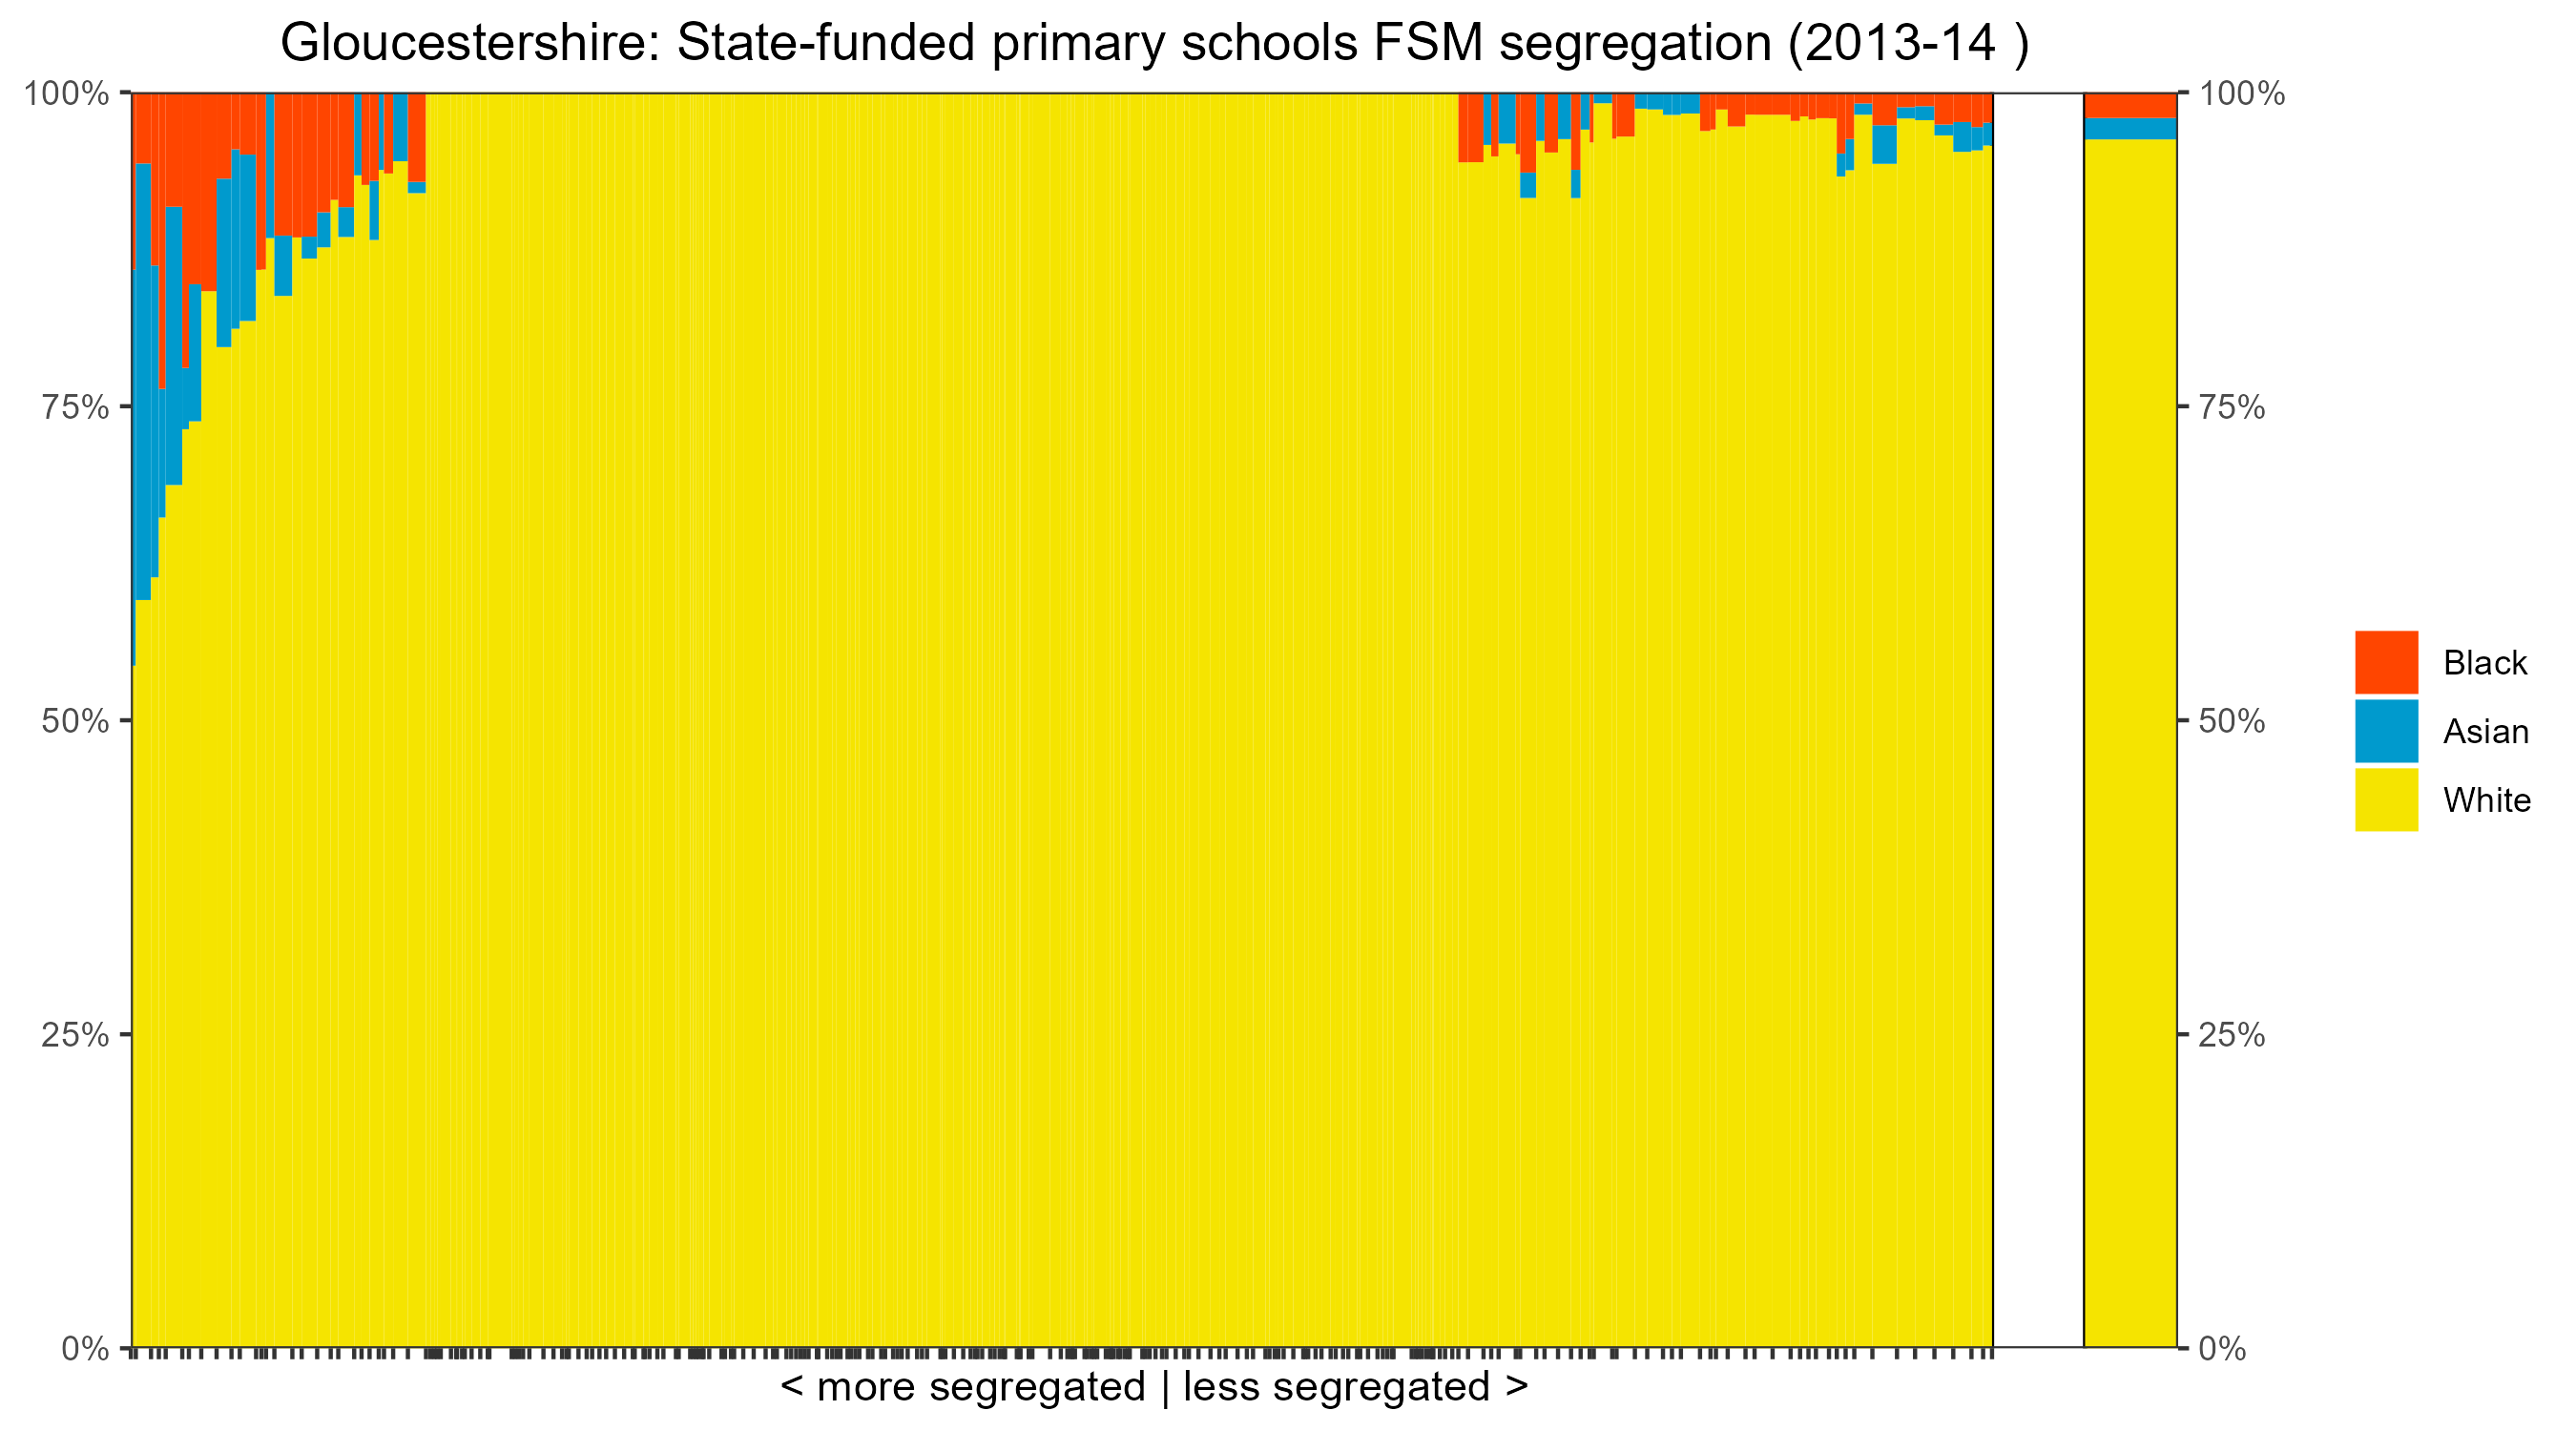 Gloucestershire: State-funded primary schools FSM segregation (2013-14 )
100%
75%
50%
25%
0%
100%
75%
50%
25%
0%
Black
Asian
White
< more segregated | less segregated >